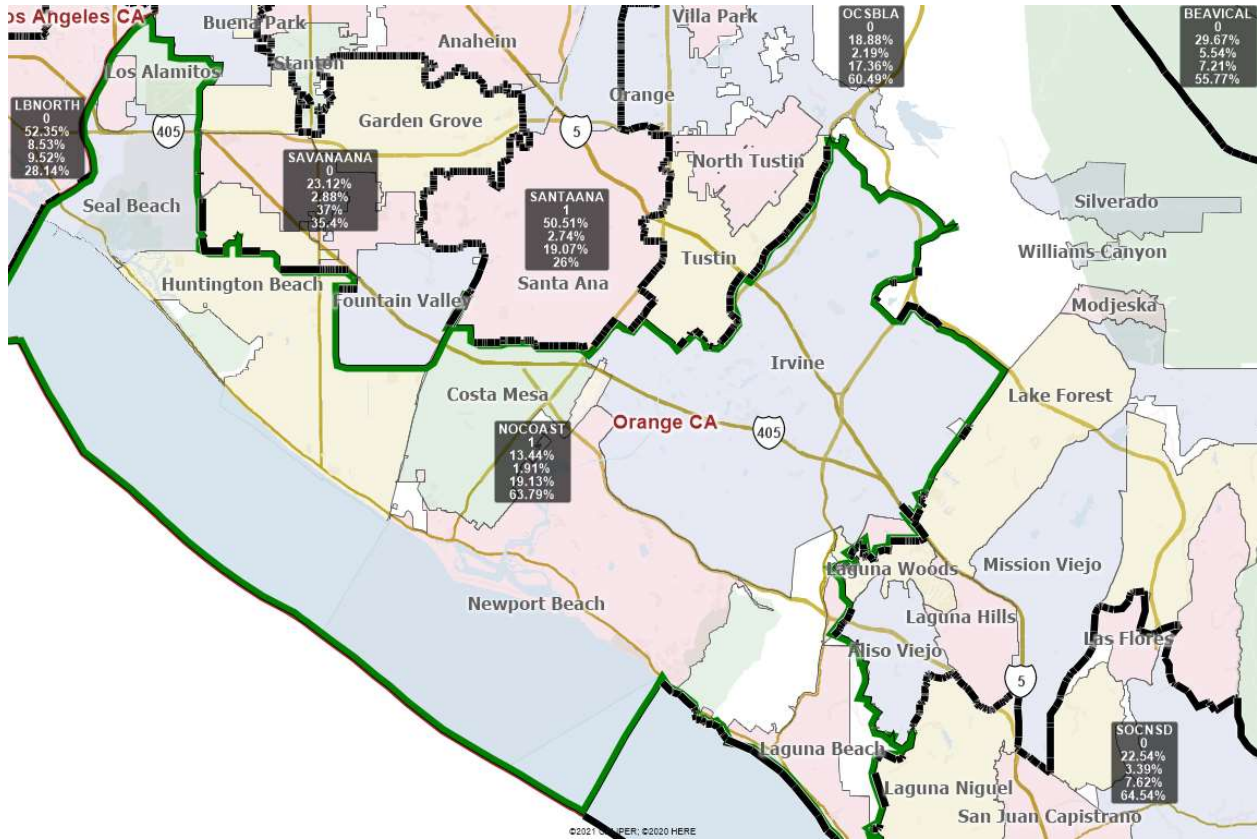 os Angeles CA
Buena Park
Villa Park
OCSBLA
0
18.88%
2.19%
17.36%
60.49%
BEAVICAL
0
29.67%
5.54%
7.21%
55.77%
Anaheim
Stanton
Los Alamitos
Orange
LBNORTH
0
52.35%
8.53%
9.52%
28.14%
405
Garden Grove
5
SAVANAANA
0
23.12%
2.88%
37%
35.4%
North Tustin
SANTAANA
1
50.51%
2.74%
19.07%
26%
Seal Beach
Silverado
Tustin
Williams Canyon
Santa Ana
Huntington Beach
Fountain Valley
Modjeska
Irvine
Costa Mesa
Lake Forest
Orange CA
405
NOCOAST
1
13.44%
1.91%
19.13%
63.79%
Laguna Woods
Mission Viejo
Newport Beach
Laguna Hills
Las Flores
Aliso Viejo
5
SOCNSD
0
22.54%
3.39%
7.62%
64.54%
Laguna Beach
Laguna Niguel
San Juan Capistrano
©2021 CALIPER; ©2020 HERE